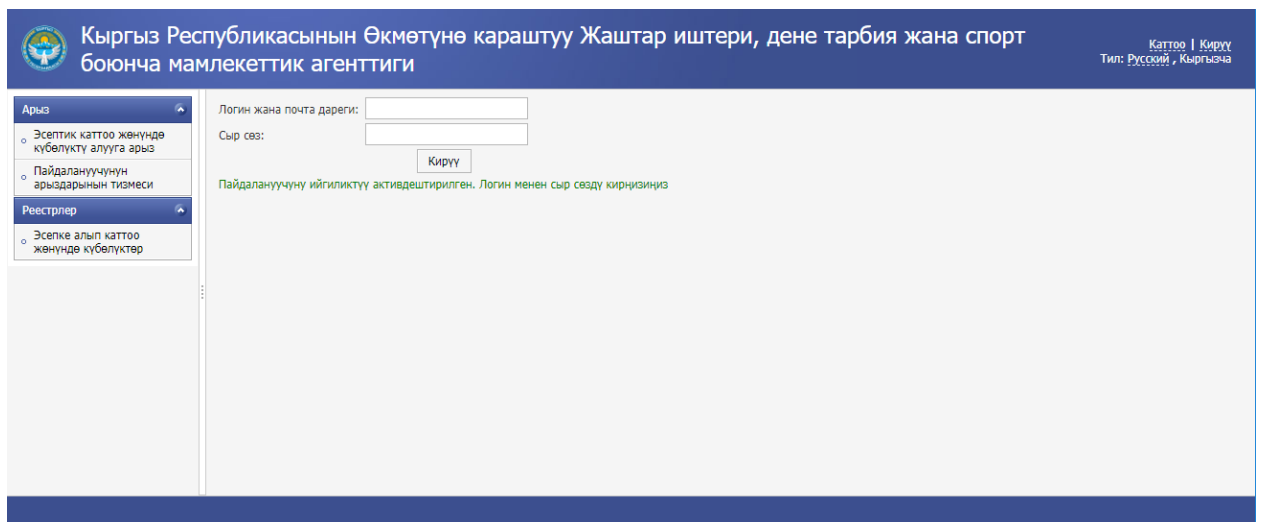 Кыргыз Республикасынын Өкмөтүнө караштуу Жаштар иштери, дене тарбия жана спорт
боюнча мамлекеттик агенттиги
Каттоо | Кирүү
Тил: Русский , Кыргызча
Арыз
Эсептик каттоо жөнүндө
күбөлүктү алууга арыз
Пайдалануучунун
арыздарынын тизмеси
Реестрлер
Эсепке алып каттоо
жөнүндө күбөлүктөр
Логин жана почта дареги:
Сыр сөз:
Кирүү
Пайдалануучуну ийгиликтүү активдештирилген. Логин менен сыр сөздү кирңизиңиз